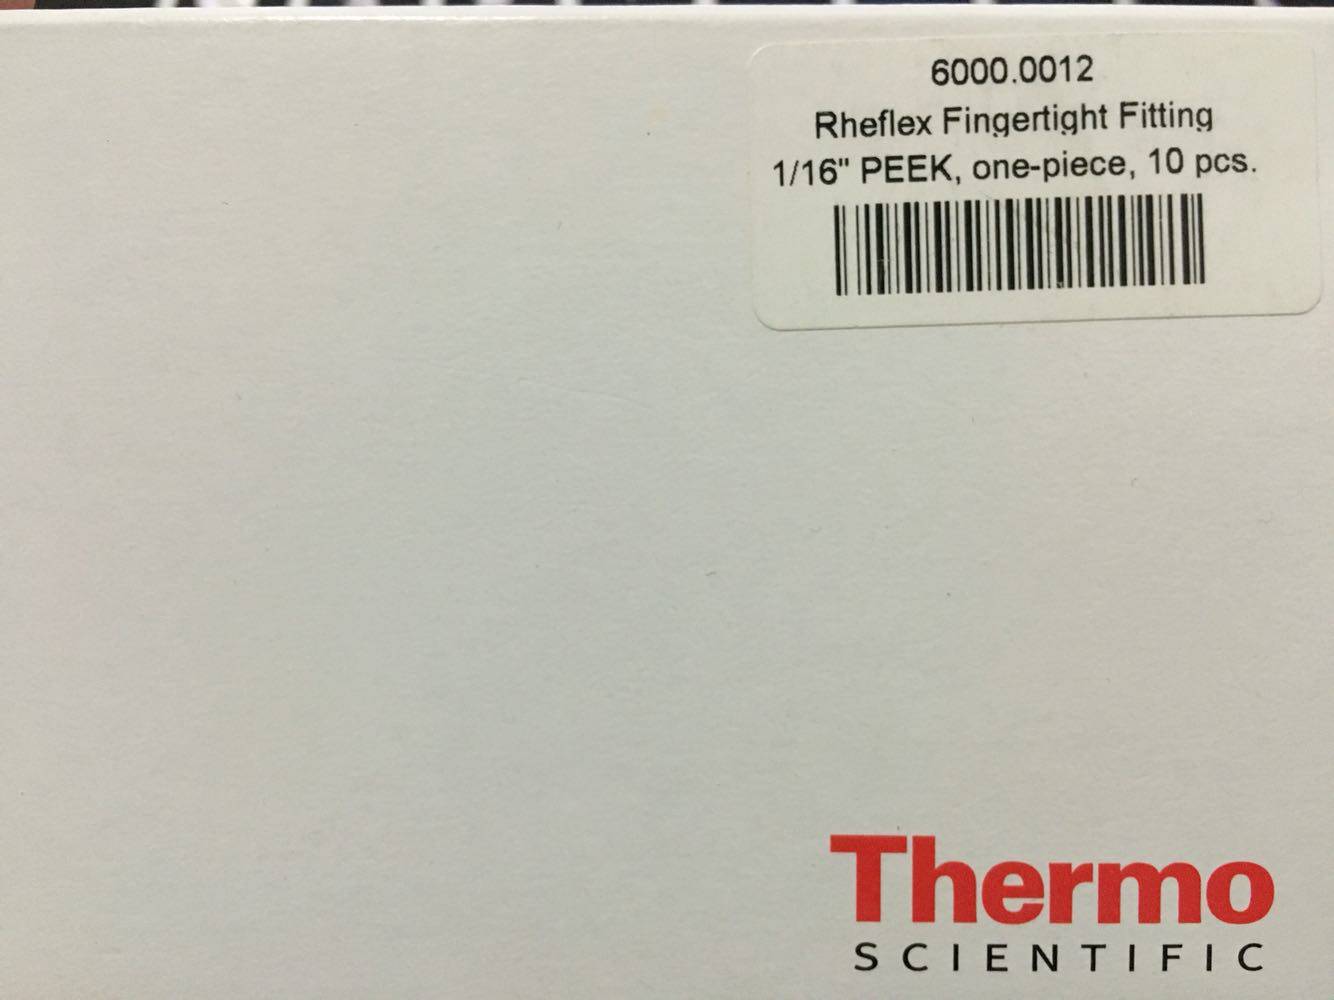 6000.0012
Rheflex Fingertight Fitting
1/16" PEEK, one-piece, 10 pcs.
Thermo
SCIENTIFIC